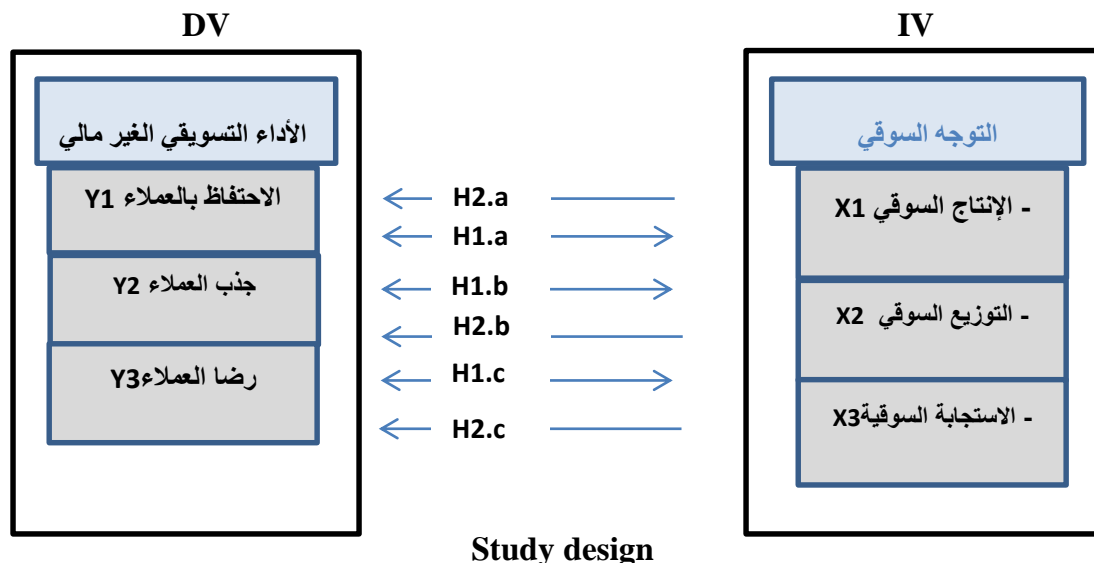 DV
IV
الأداء التسويقي الغير مالي
التوجه السوقي
الاحتفاظ بالعملاء Y1
جذب العملاء Y2
رضا العملاءY3
H2.a
H1.a
H1.b
H2.b
H1.c
H2.c
- الإنتاج السوقي X1
- التوزيع السوقي X2
- الاستجابة السوقيةX3
Study design